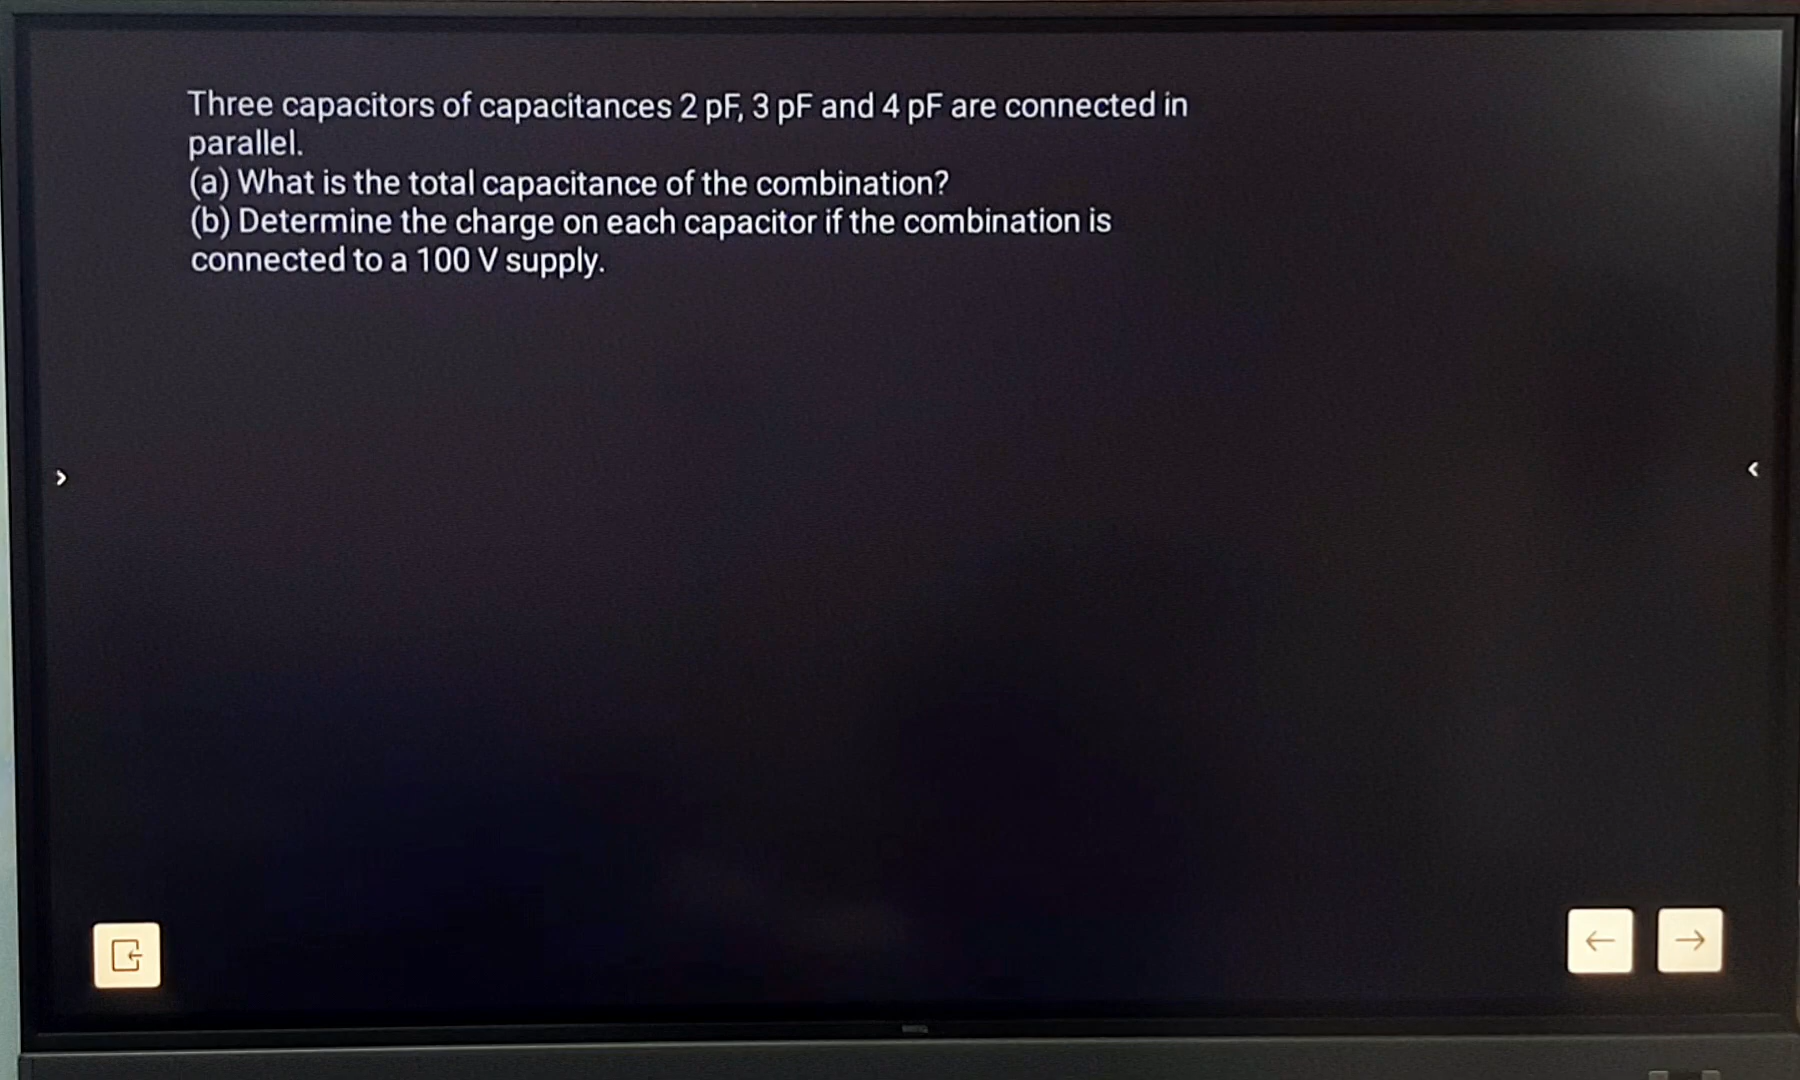 Three capacitors of capacitances 2 pF, 3 pF and 4 pF are connected in
parallel.
(a) What is the total capacitance of the combination?
(b) Determine the charge on each capacitor if the combination is
connected to a 100 V supply.